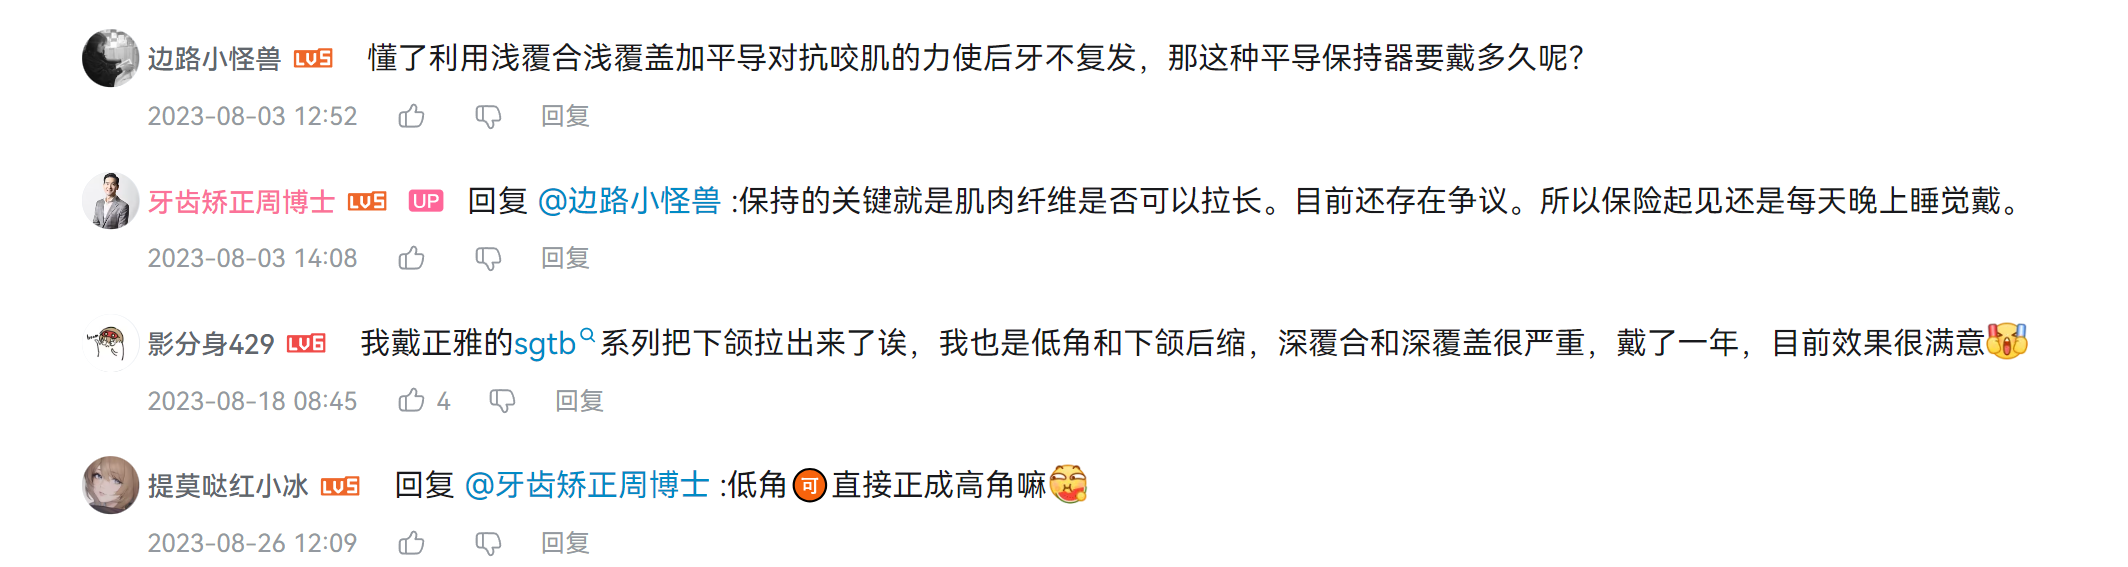 边路小怪兽 LV5 懂了利用浅覆合浅覆盖加平导对抗咬肌的力使后牙不复发，那这种平导保持器要戴多久呢？
2023-08-03 12:52 回复
牙齿矫正周博士 LV5 UP 回复 @边路小怪兽 :保持的关键就是肌肉纤维是否可以拉长。目前还存在争议。所以保险起见还是每天晚上睡觉戴。
2023-08-03 14:08 回复
影分身429 LV6 我戴正雅的sgtb系列把下颌拉出来了诶，我也是低角和下颌后缩，深覆合和深覆盖很严重，戴了一年，目前效果很满意
2023-08-18 08:45 4 回复
提莫哒红小冰 LV5 回复 @牙齿矫正周博士 :低角可直接正成高角嘛
2023-08-26 12:09 回复